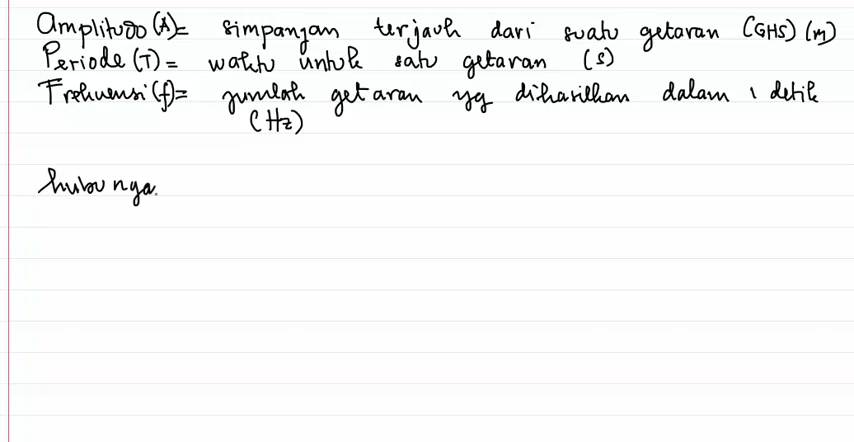 Amplitudo (A) = simpangan terjauh dari suatu getaran (GHS) (m)
Periode (T) = waktu untuk satu getaran (s)
Frekuensi (f) = jumlah getaran yg dihasilkan dalam 1 detik
(Hz)
hubunga